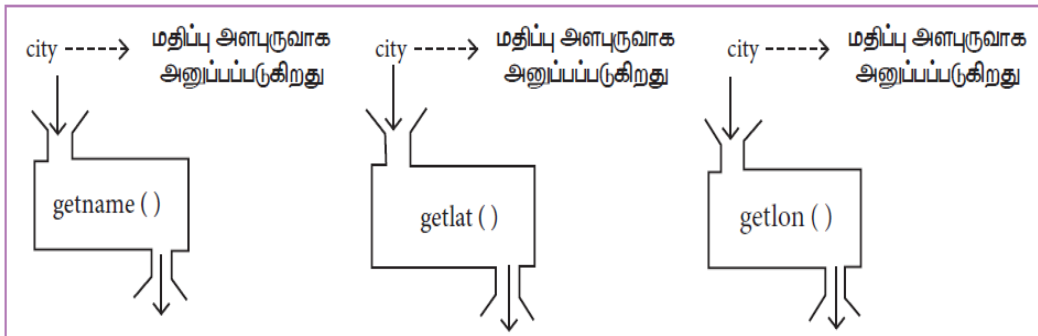 city -----> மதிப்பு அளபுருவாக
அனுப்பப்படுகிறது
getname ( )
city -----> மதிப்பு அளபுருவாக
அனுப்பப்படுகிறது
getlat ( )
city -----> மதிப்பு அளபுருவாக
அனுப்பப்படுகிறது
getlon ( )